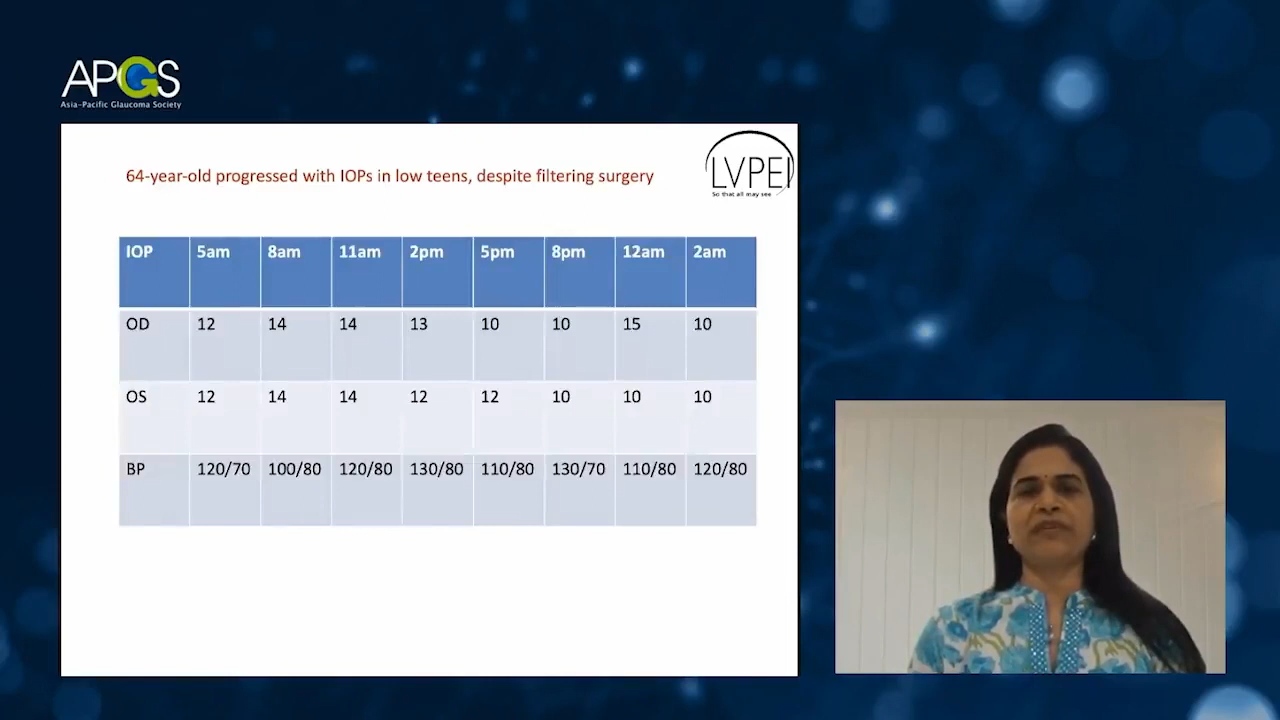 APGS
Asia-Pacific Glaucoma Society
LVPEI
So that all may see
64-year-old progressed with IOPs in low teens, despite filtering surgery
IOP 5am 8am 11am 2pm 5pm 8pm 12am 2am
OD 12 14 14 13 10 10 15 10
OS 12 14 14 12 12 10 10 10
BP 120/70 100/80 120/80 130/80 110/80 130/70 110/80 120/80